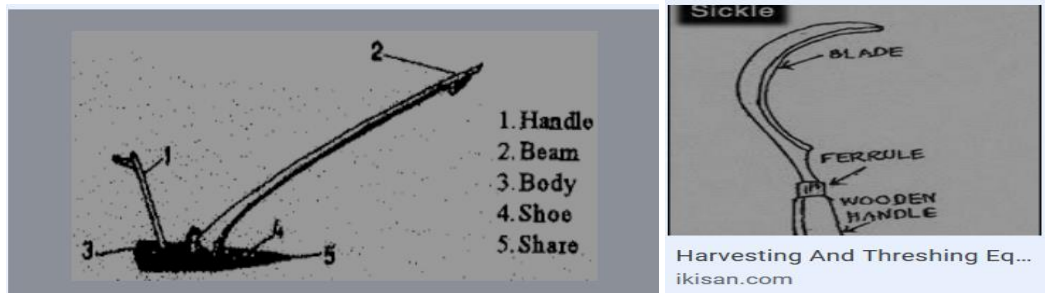 2
1
1. Handle
2. Beam
3. Body
4. Shoe
5. Share
3
4
5
Sickle
BLADE
FERRULE
WOODEN
HANDLE
Harvesting And Threshing Eq...
ikisan.com